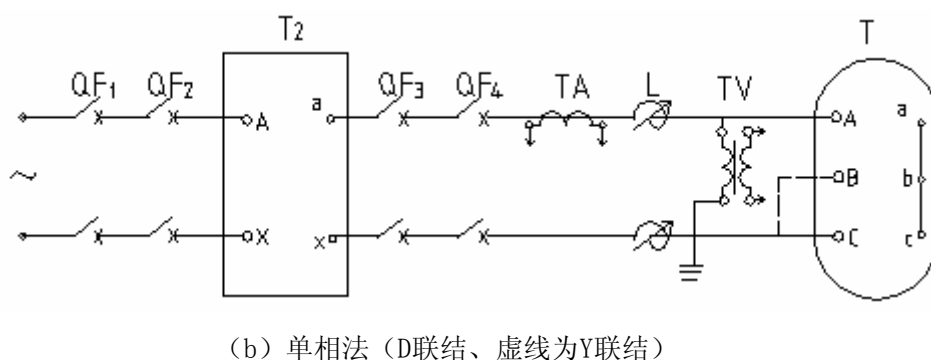 T2 T
QF1 QF2 QF3 QF4 TA L TV
A a A a
~ B b
X x C c
(b)单相法(D联结、虚线为Y联结)